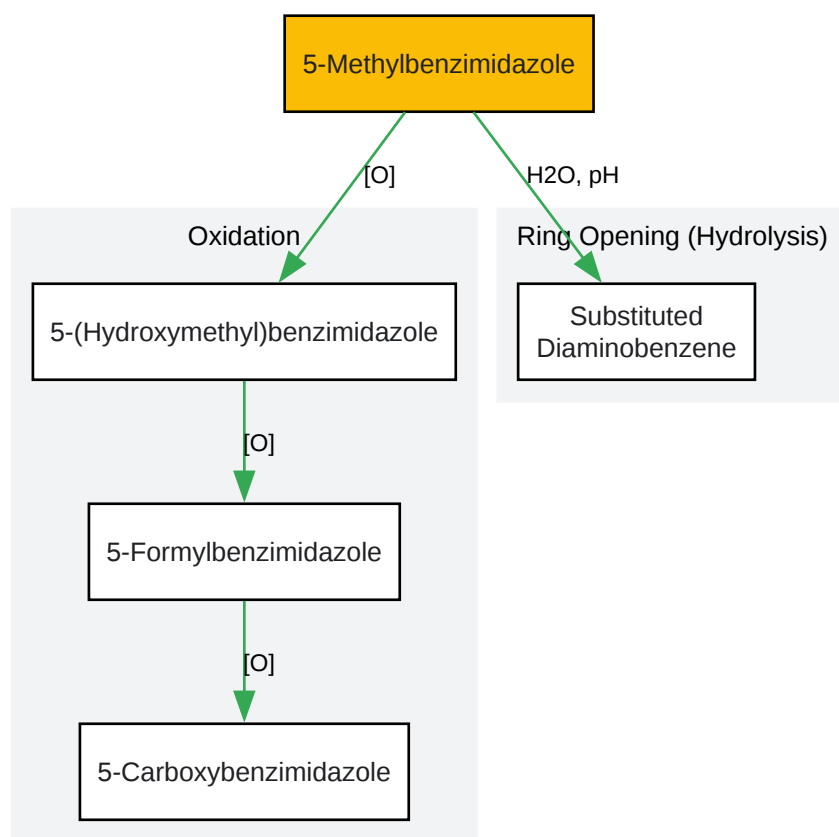 5-Methylbenzimidazole
[O]
H2O, pH
Oxidation
Ring Opening (Hydrolysis)
5-(Hydroxymethyl)benzimidazole
Substituted
Diaminobenzene
[O]
5-Formylbenzimidazole
[O]
5-Carboxybenzimidazole